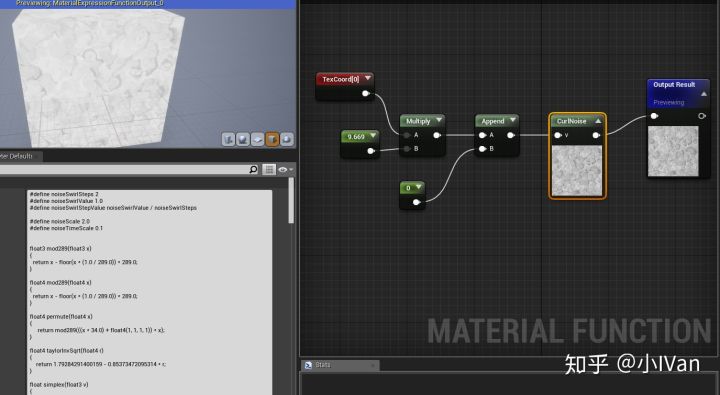 Previewing: MaterialExpressionFunctionOutput_0
TexCoord[0]
Output Result
Previewing
Multiply
A
B
Append
A
B
CurlNoise
v
9.669
0
ter Defaults
#define noiseSwirlSteps 2
#define noiseSwirlValue 1.0
#define noiseSwirlStepValue noiseSwirlValue / noiseSwirlSteps
#define noiseScale 2.0
#define noiseTimeScale 0.1
float3 mod289(float3 x)
{
return x - floor(x * (1.0 / 289.0)) * 289.0;
}
float4 mod289(float4 x)
{
return x - floor(x * (1.0 / 289.0)) * 289.0;
}
float4 permute(float4 x)
{
return mod289(((x * 34.0) + float4(1, 1, 1, 1)) * x);
}
float4 taylorInvSqrt(float4 r)
{
return 1.79284291400159 - 0.85373472095314 * r;
}
float simplex(float3 v)
{
MATERIAL FUNCTION
知乎 @小IVan
Stats